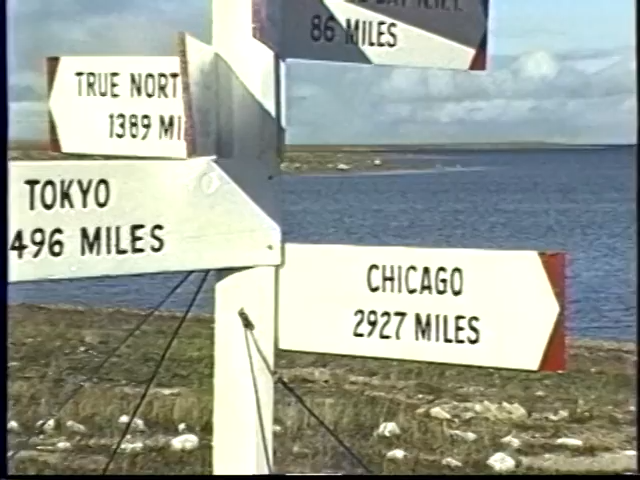 86 MILES
TRUE NORT
1389 MI
TOKYO
496 MILES
CHICAGO
2927 MILES